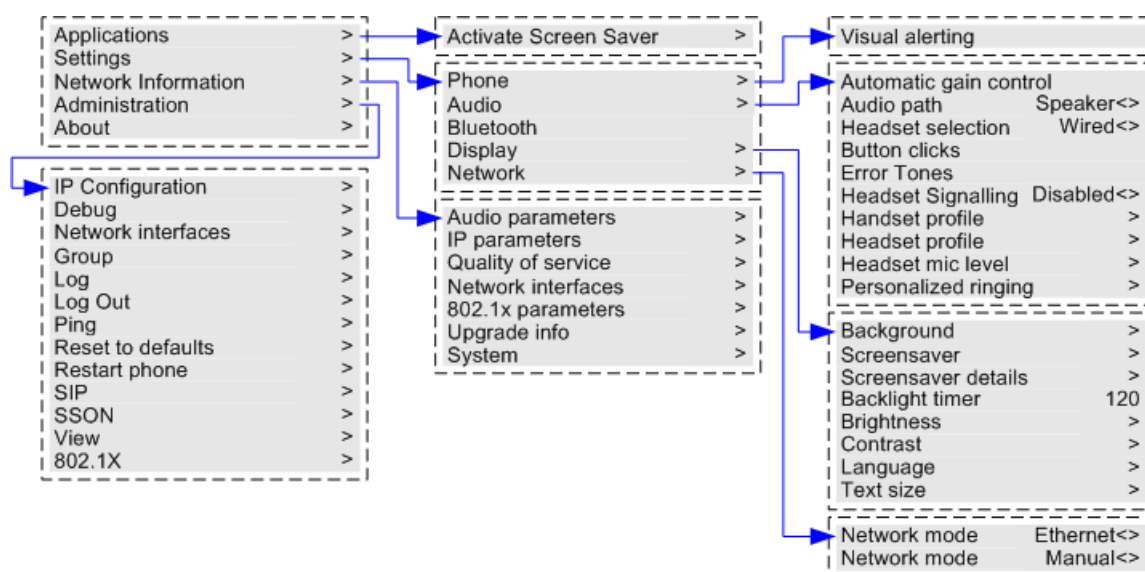 Applications >
Settings >
Network Information >
Administration >
About >
IP Configuration >
Debug >
Network interfaces >
Group >
Log >
Log Out >
Ping >
Reset to defaults >
Restart phone >
SIP >
SSON >
View >
802.1X >
Activate Screen Saver >
Phone >
Audio >
Bluetooth
Display >
Network >
Audio parameters >
IP parameters >
Quality of service >
Network interfaces >
802.1x parameters >
Upgrade info >
System >
Visual alerting
Automatic gain control
Audio path Speaker<>
Headset selection Wired<>
Button clicks
Error Tones
Headset Signalling Disabled<>
Handset profile >
Headset profile >
Headset mic level >
Personalized ringing >
Background >
Screensaver >
Screensaver details >
Backlight timer 120
Brightness >
Contrast >
Language >
Text size >
Network mode Ethernet<>
Network mode Manual<>